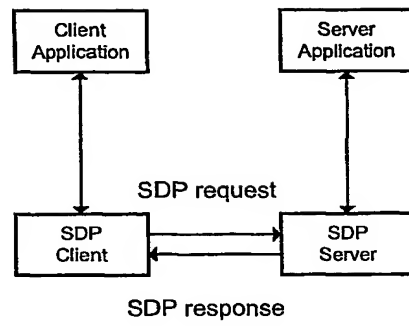 Client
Application
Server
Application
SDP request
SDP
Client
SDP
Server
SDP response